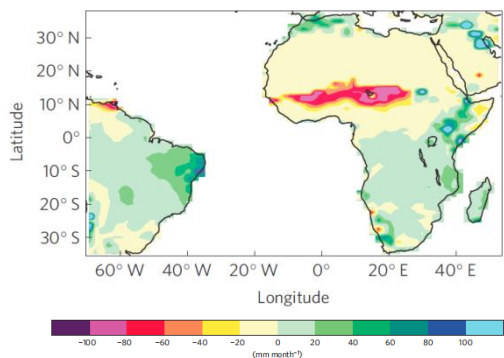 30° N
20° N
10° N
0°
10° S
20° S
30° S
Latitude
60° W 40° W 20° W 0° 20° E 40° E
Longitude
−100 −80 −60 −40 −20 0 20 40 60 80 100
(mm month⁻¹)